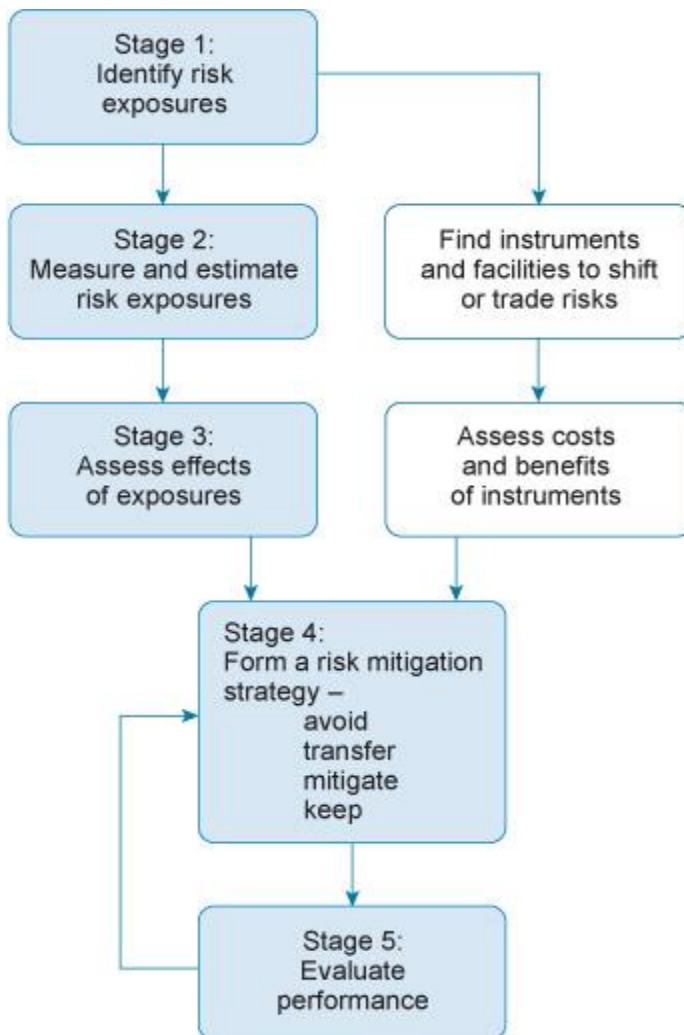 Stage 1:
Identify risk
exposures
Stage 2:
Measure and estimate
risk exposures
Find instruments
and facilities to shift
or trade risks
Stage 3:
Assess effects
of exposures
Assess costs
and benefits
of instruments
Stage 4:
Form a risk mitigation
strategy –
avoid
transfer
mitigate
keep
Stage 5:
Evaluate
performance